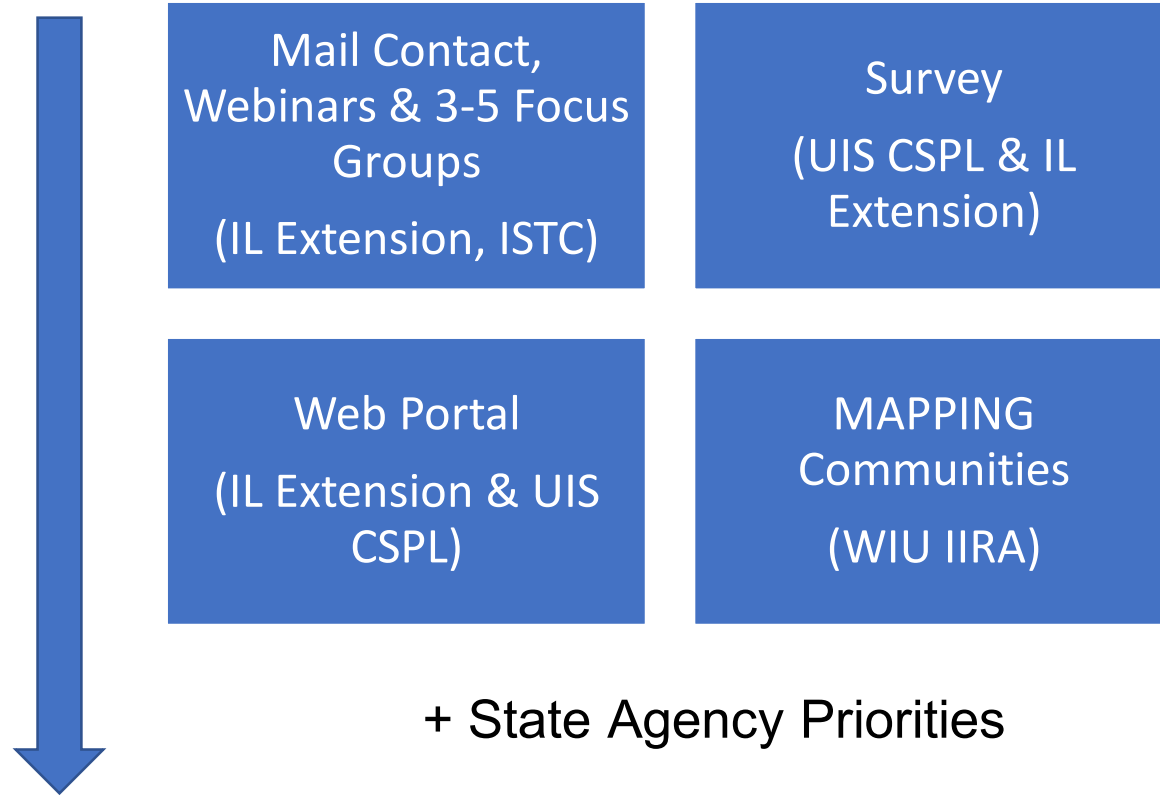 Mail Contact,
Webinars & 3-5 Focus
Groups
(IL Extension, ISTC)
Survey
(UIS CSPL & IL
Extension)
Web Portal
(IL Extension & UIS
CSPL)
MAPPING
Communities
(WIU IIRA)
+ State Agency Priorities